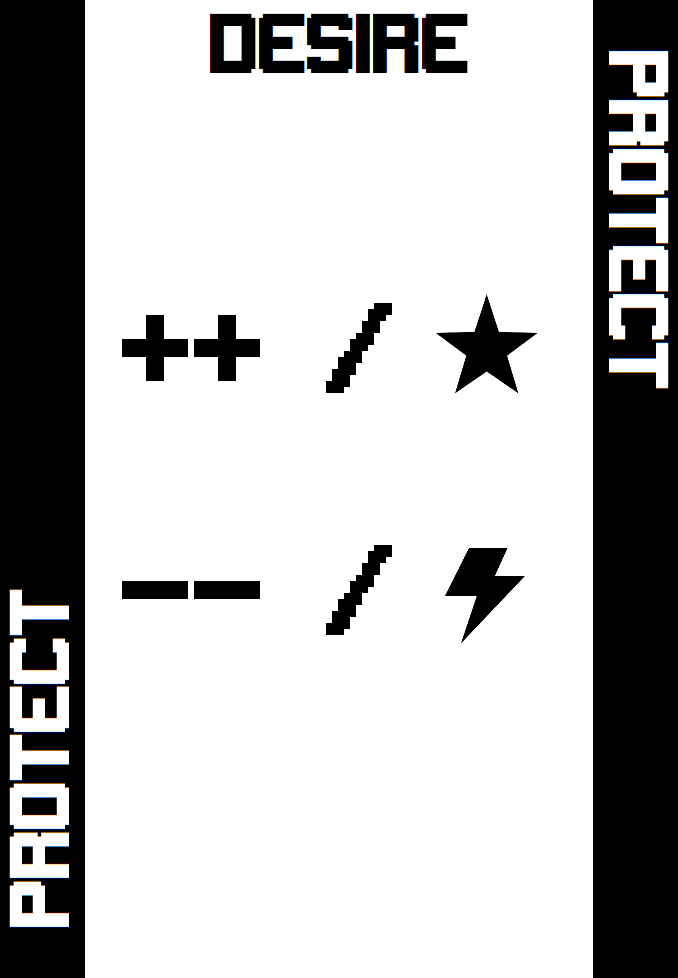 DESIRE
PROTECT
++ / ★
-- / ⚡
PROTECT